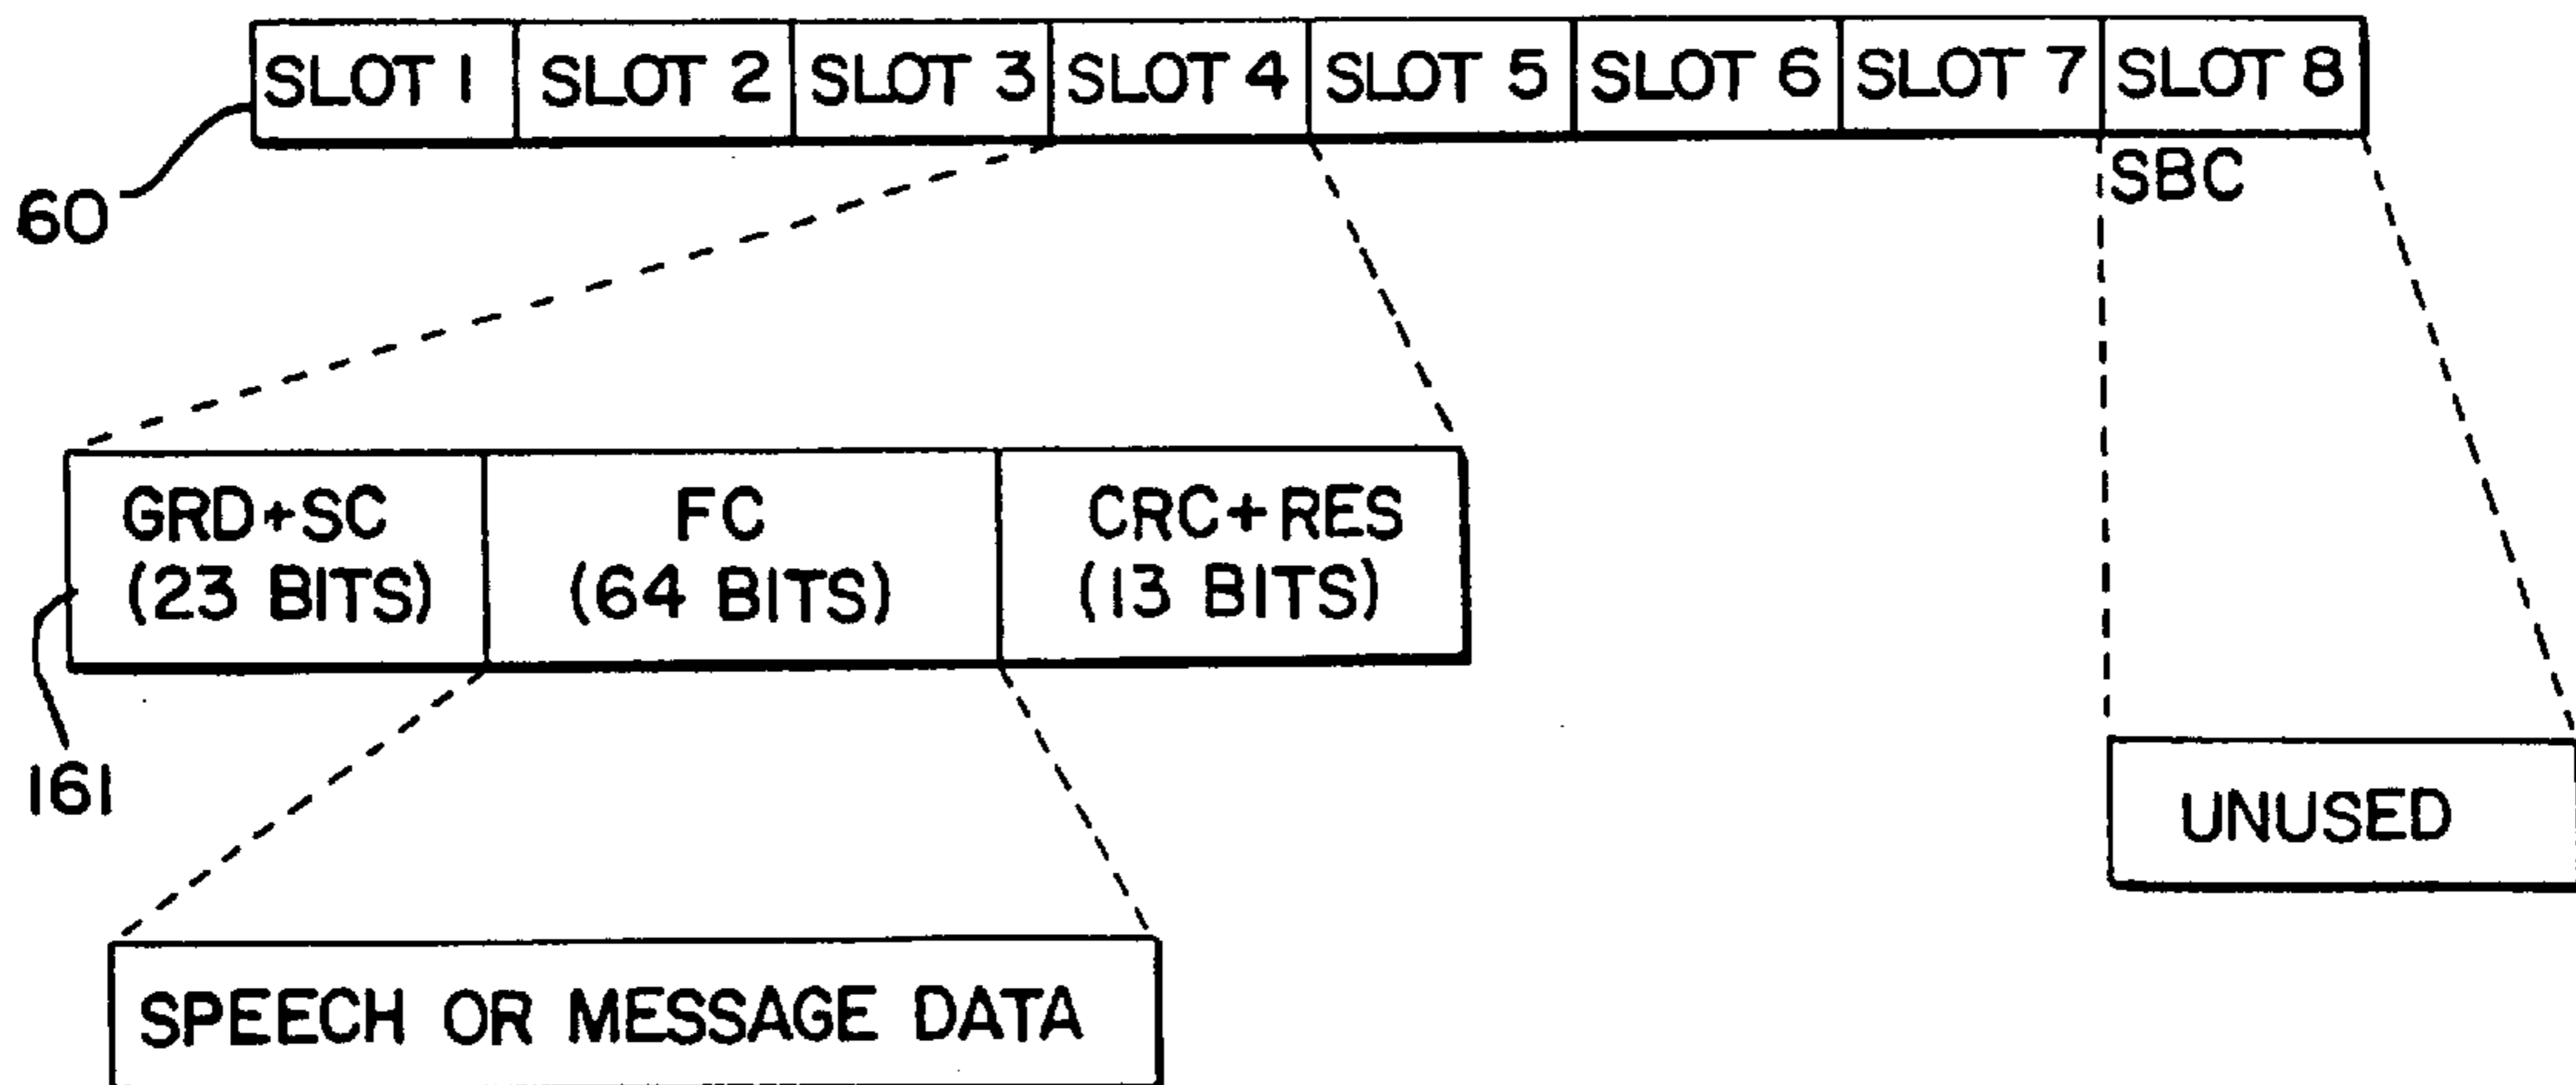 SLOT 1 SLOT 2 SLOT 3 SLOT 4 SLOT 5 SLOT 6 SLOT 7 SLOT 8
SBC
60
GRD+SC
(23 BITS)
FC
(64 BITS)
CRC+RES
(13 BITS)
161
UNUSED
SPEECH OR MESSAGE DATA